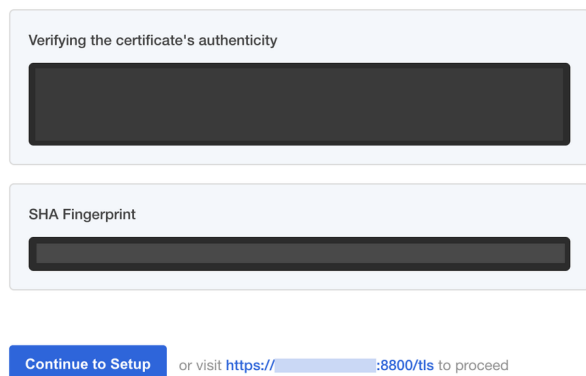 Verifying the certificate's authenticity
SHA Fingerprint
Continue to Setup or visit https:// :8800/tls to proceed